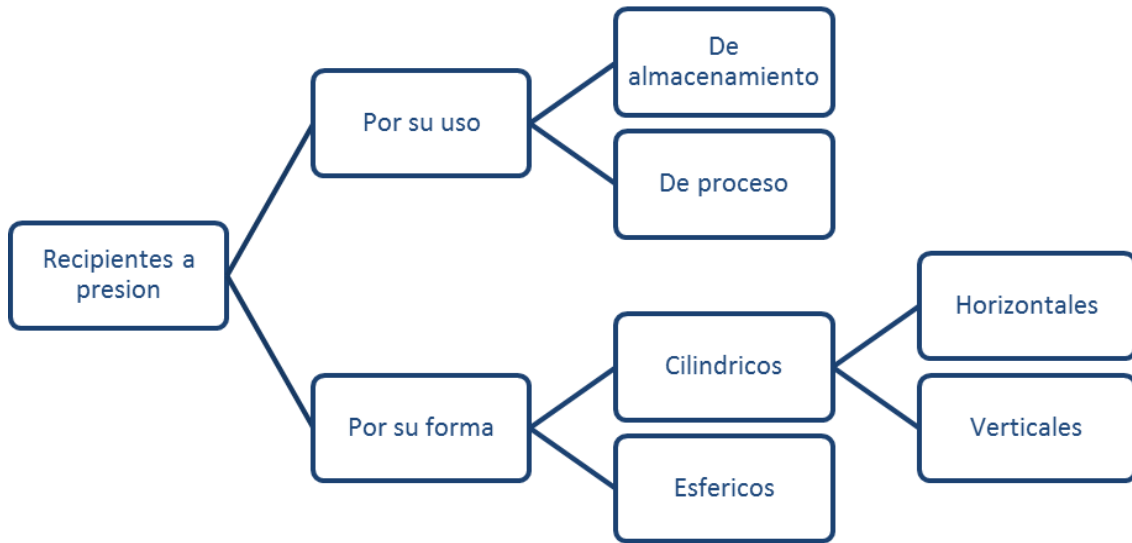 De
almacenamiento
Por su uso
De proceso
Recipientes a
presion
Horizontales
Cilindricos
Por su forma
Verticales
Esfericos